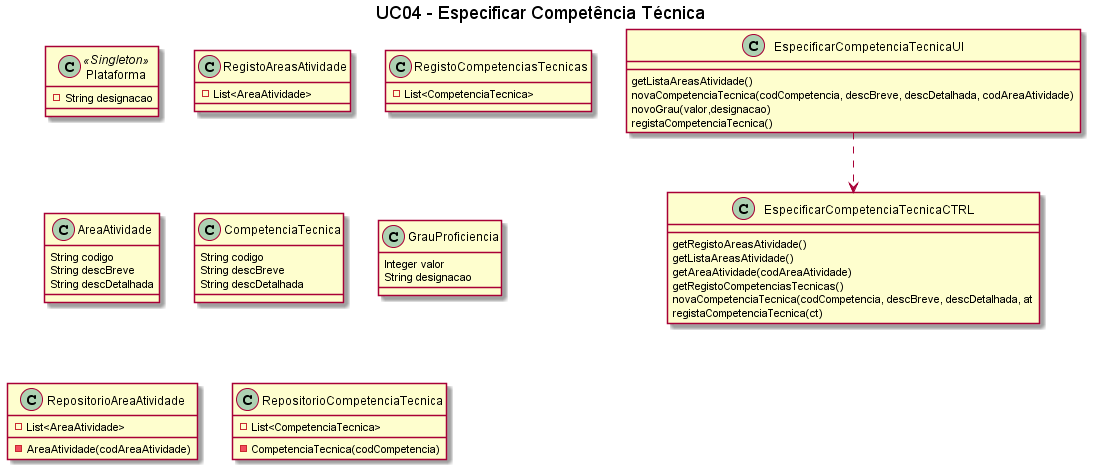 UC04 - Especificar Competência Técnica
C «Singleton»
Plataforma
String designacao
C RegistoAreasAtividade
List<AreaAtividade>
C RegistoCompetenciasTecnicas
List<CompetenciaTecnica>
C EspecificarCompetenciaTecnicaUI
getListaAreasAtividade()
novaCompetenciaTecnica(codCompetencia, descBreve, descDetalhada, codAreaAtividade)
novoGrau(valor,designacao)
registaCompetenciaTecnica()
C AreaAtividade
String codigo
String descBreve
String descDetalhada
C CompetenciaTecnica
String codigo
String descBreve
String descDetalhada
C GrauProficiencia
Integer valor
String designacao
C EspecificarCompetenciaTecnicaCTRL
getRegistoAreasAtividade()
getListaAreasAtividade()
getAreaAtividade(codAreaAtividade)
getRegistoCompetenciasTecnicas()
novaCompetenciaTecnica(codCompetencia, descBreve, descDetalhada, at
registaCompetenciaTecnica(ct)
C RepositorioAreaAtividade
List<AreaAtividade>
AreaAtividade(codAreaAtividade)
C RepositorioCompetenciaTecnica
List<CompetenciaTecnica>
CompetenciaTecnica(codCompetencia)